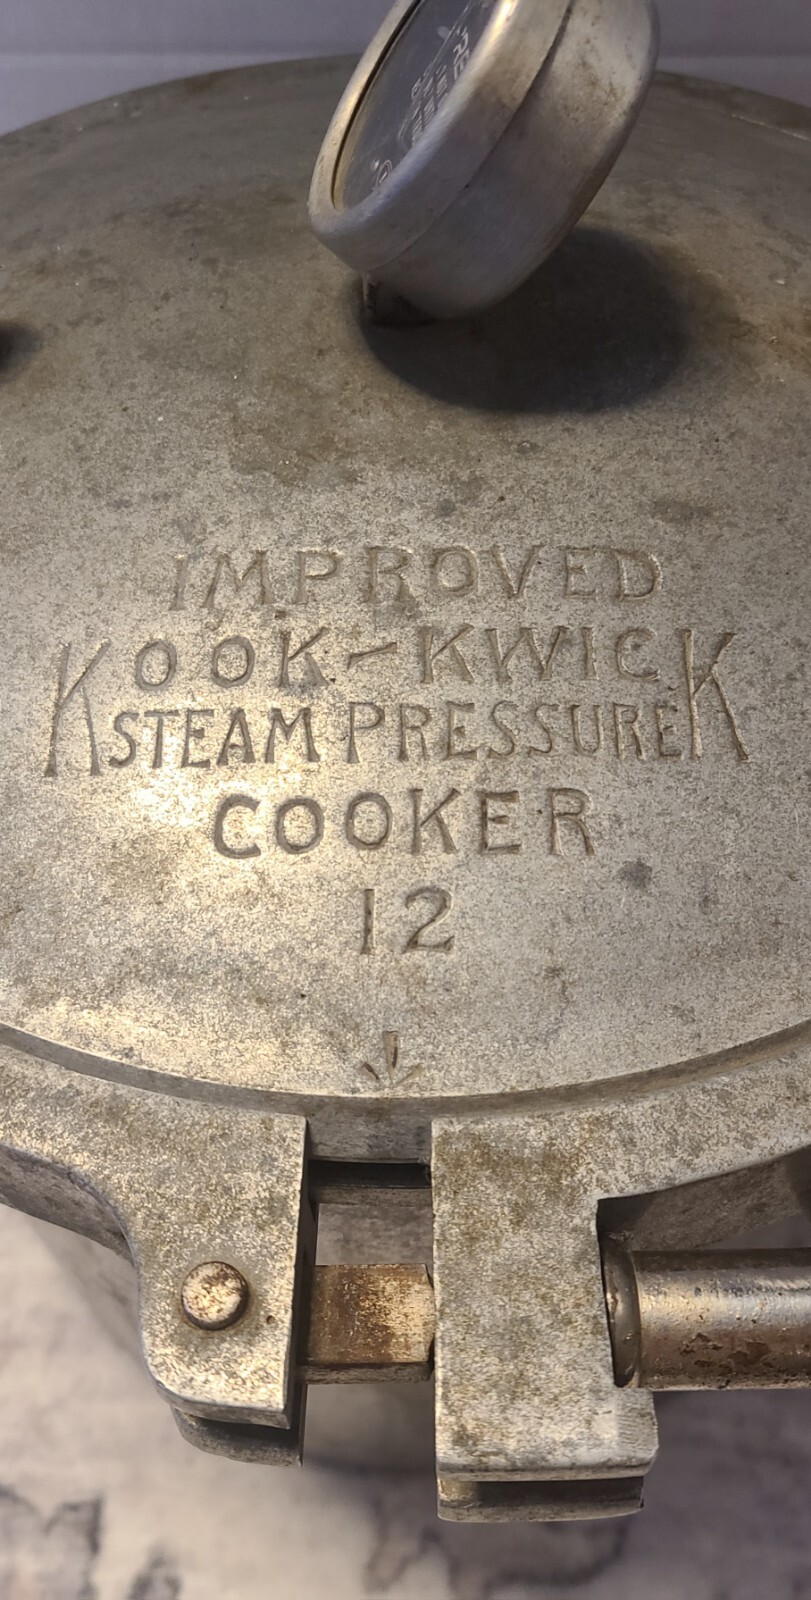 IMPROVED
KOOK-KWICK
STEAM PRESSURE
COOKER
12